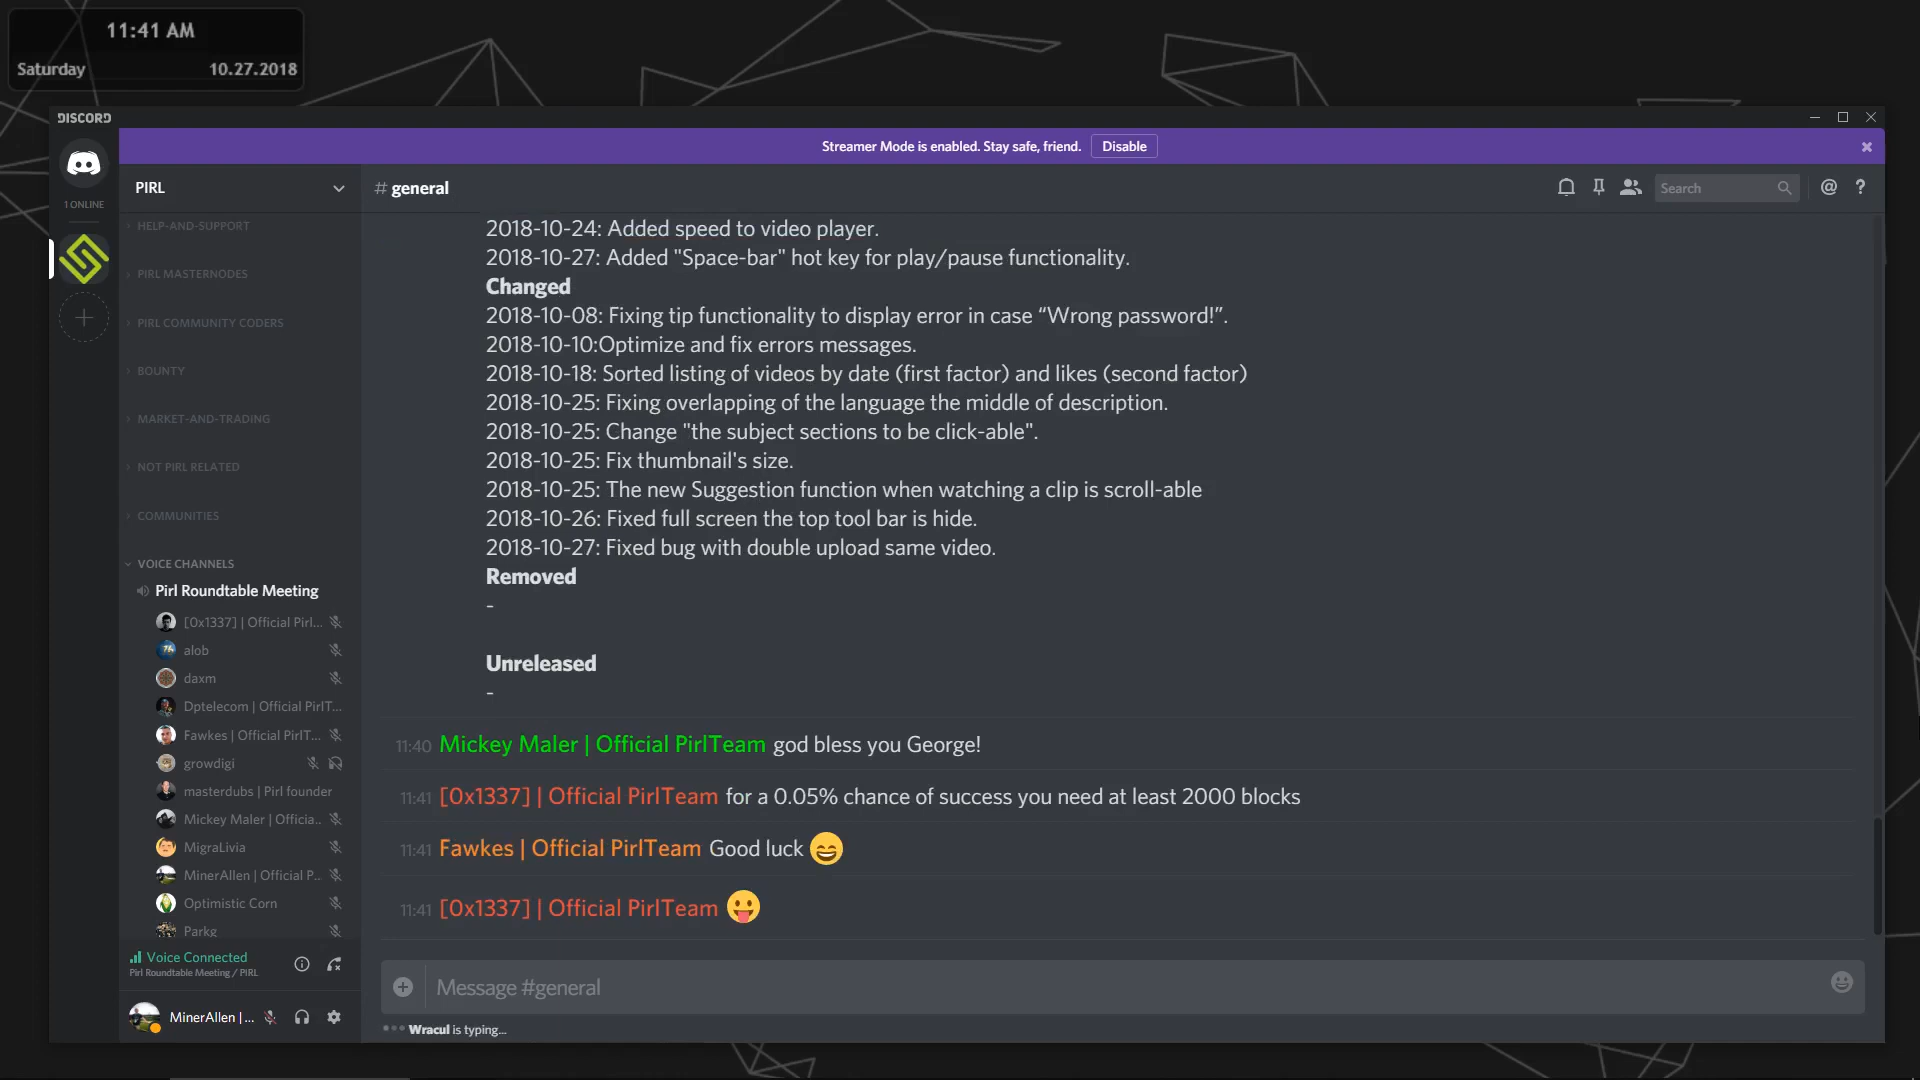 11:41 AM
Saturday 10.27.2018
DISCORD
Streamer Mode is enabled. Stay safe, friend. Disable
1 ONLINE
PIRL
# general
Search
HELP-AND-SUPPORT
PIRL MASTERNODES
PIRL COMMUNITY CODERS
BOUNTY
MARKET-AND-TRADING
NOT PIRL RELATED
COMMUNITIES
VOICE CHANNELS
Pirl Roundtable Meeting
[0x1337] | Official Pirl...
alob
daxm
Dptelecom | Official PirlT...
Fawkes | Official PirlT...
growdigi
masterdubs | Pirl founder
Mickey Maler | Officia..
MigraLivia
MinerAllen | Official P..
Optimistic Corn
Parkg
Voice Connected
Pirl Roundtable Meeting / PIRL
MinerAllen |...
2018-10-24: Added speed to video player.
2018-10-27: Added "Space-bar" hot key for play/pause functionality.
Changed
2018-10-08: Fixing tip functionality to display error in case “Wrong password!”.
2018-10-10:Optimize and fix errors messages.
2018-10-18: Sorted listing of videos by date (first factor) and likes (second factor)
2018-10-25: Fixing overlapping of the language the middle of description.
2018-10-25: Change "the subject sections to be click-able".
2018-10-25: Fix thumbnail's size.
2018-10-25: The new Suggestion function when watching a clip is scroll-able
2018-10-26: Fixed full screen the top tool bar is hide.
2018-10-27: Fixed bug with double upload same video.
Removed
-
Unreleased
-
11:40 Mickey Maler | Official PirlTeam god bless you George!
11:41 [0x1337] | Official PirlTeam for a 0.05% chance of success you need at least 2000 blocks
11:41 Fawkes | Official PirlTeam Good luck 😄
11:41 [0x1337] | Official PirlTeam 😛
Message #general
Wracul is typing...